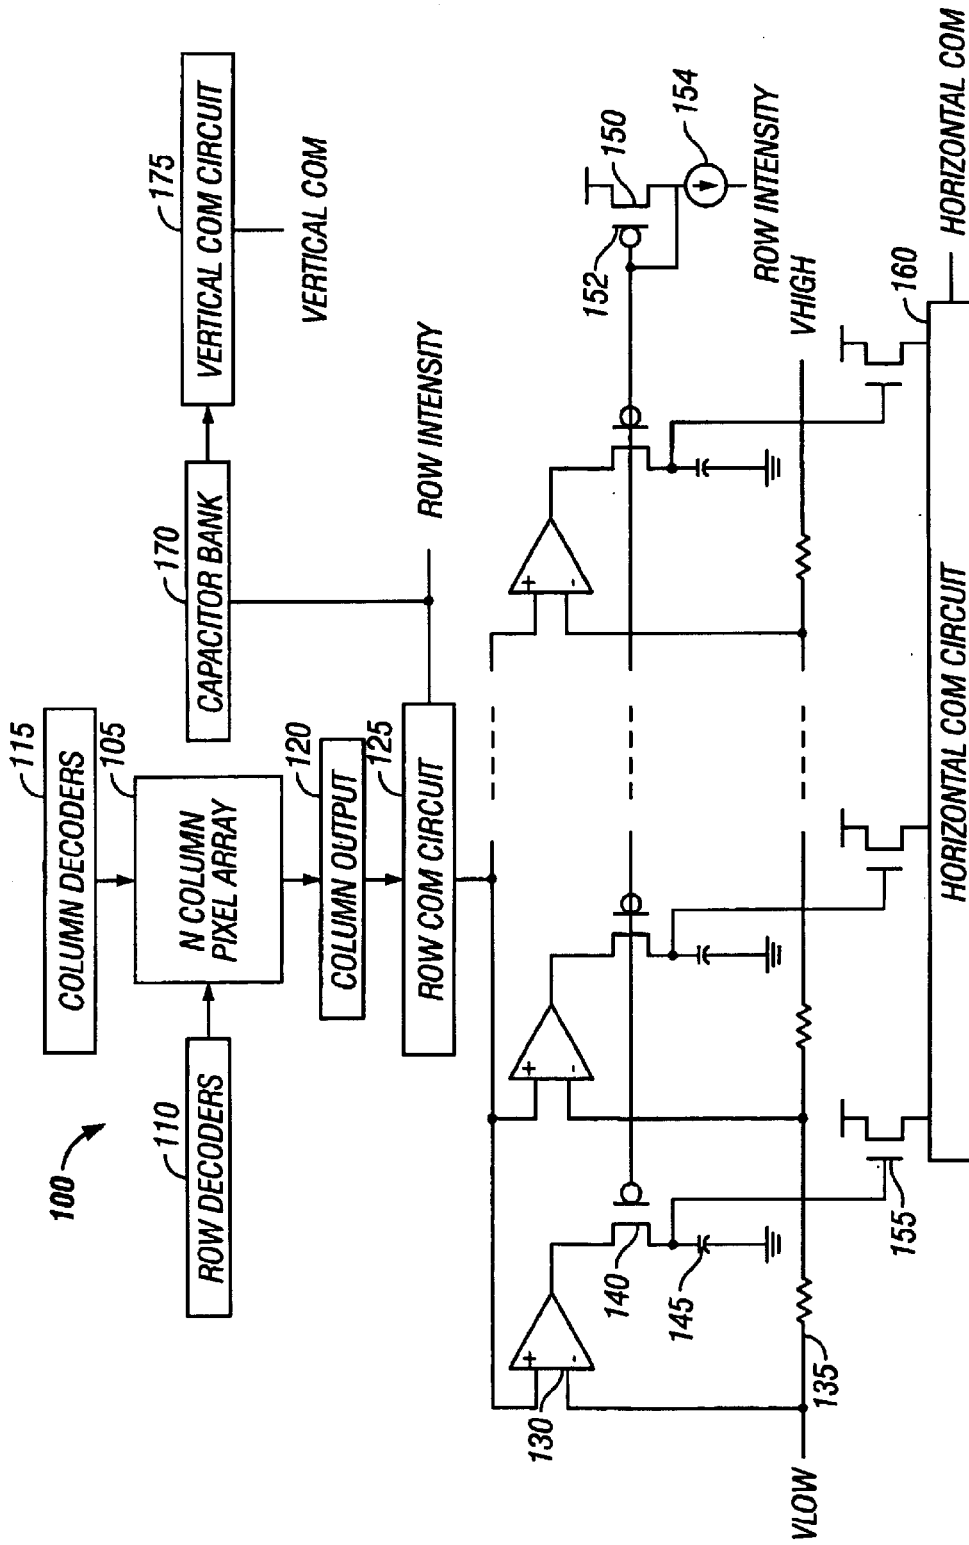 100
COLUMN DECODERS
115
ROW DECODERS
110
N COLUMN
PIXEL ARRAY
105
CAPACITOR BANK
170
VERTICAL COM CIRCUIT
175
VERTICAL COM
COLUMN OUTPUT
120
ROW COM CIRCUIT
125
ROW INTENSITY
+
-
130
+
-
+
-
140
145
152
150
154
ROW INTENSITY
VLOW
135
VHIGH
155
160
HORIZONTAL COM CIRCUIT
HORIZONTAL COM